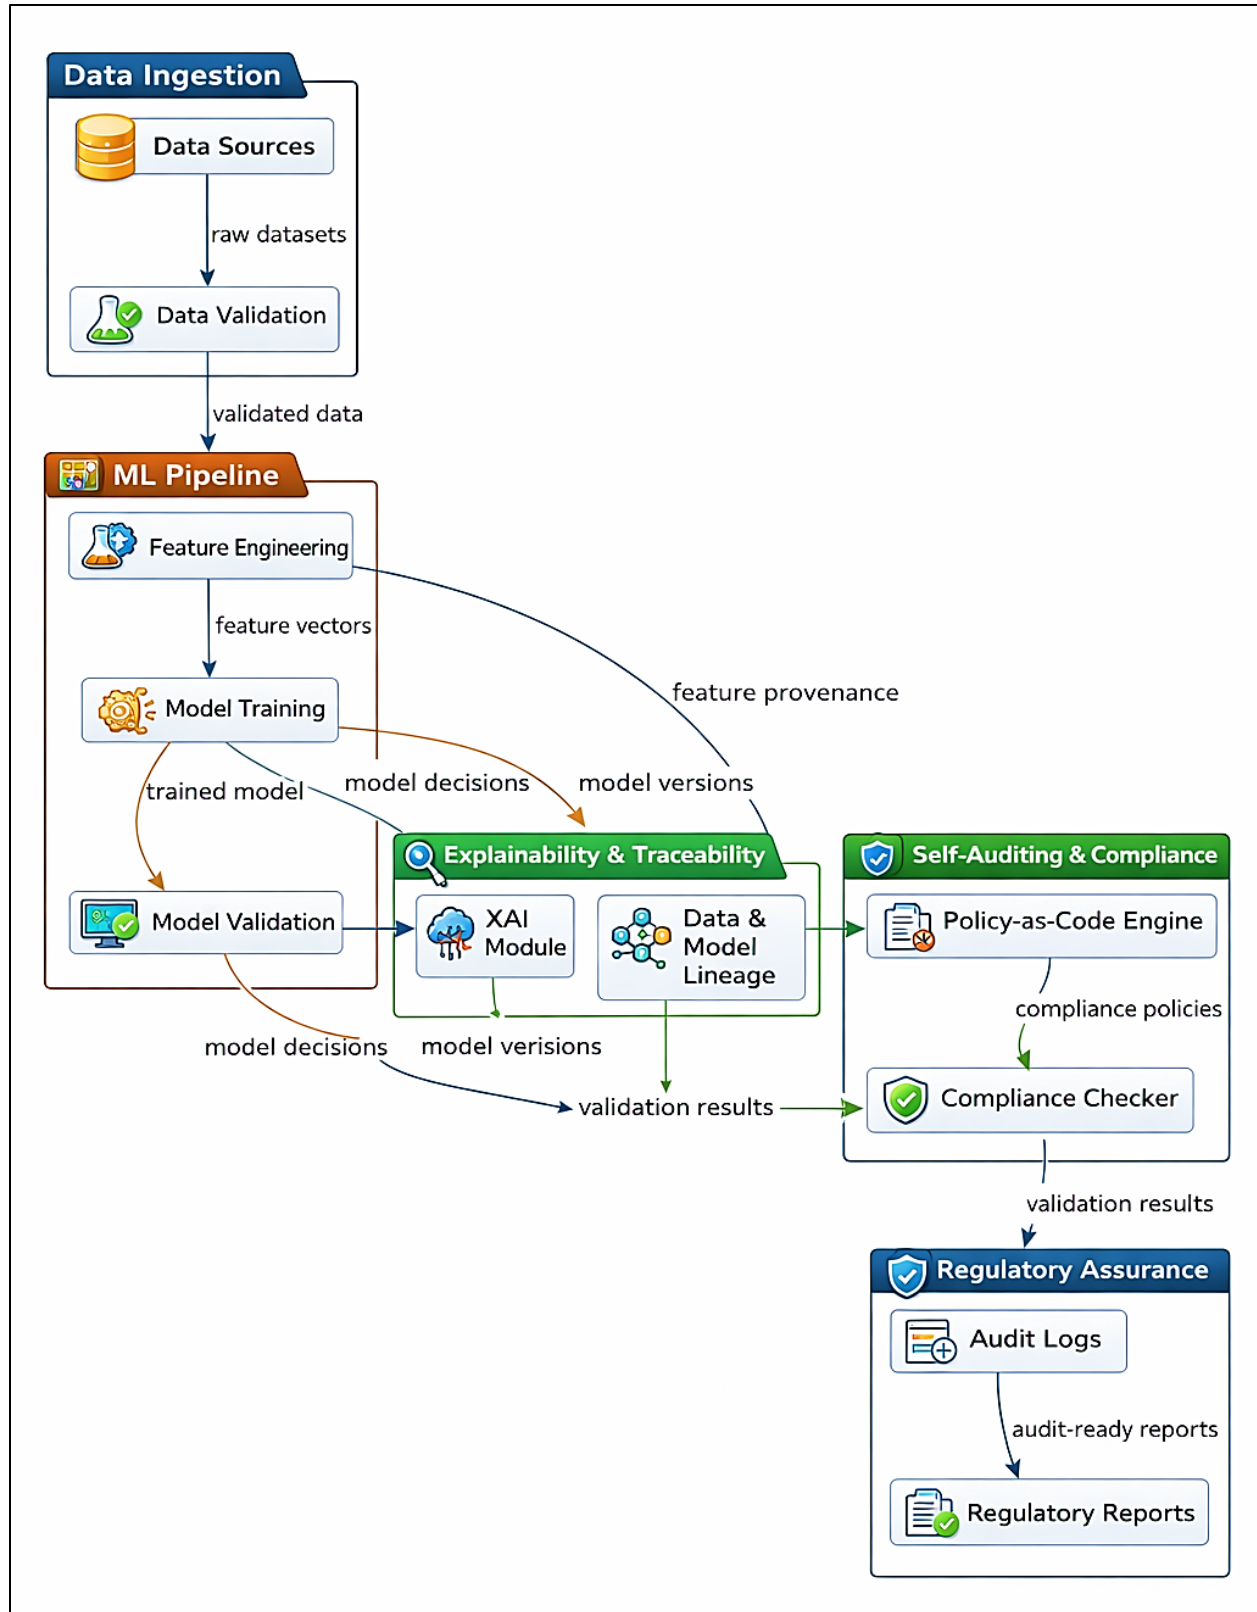 Data Ingestion
Data Sources
raw datasets
Data Validation
validated data
ML Pipeline
Feature Engineering
feature vectors
Model Training
feature provenance
trained model
model decisions
model versions
Explainability & Traceability
XAI
Module
Data &
Model
Lineage
Model Validation
model decisions
model verisions
validation results
Self-Auditing & Compliance
Policy-as-Code Engine
compliance policies
Compliance Checker
validation results
Regulatory Assurance
Audit Logs
audit-ready reports
Regulatory Reports